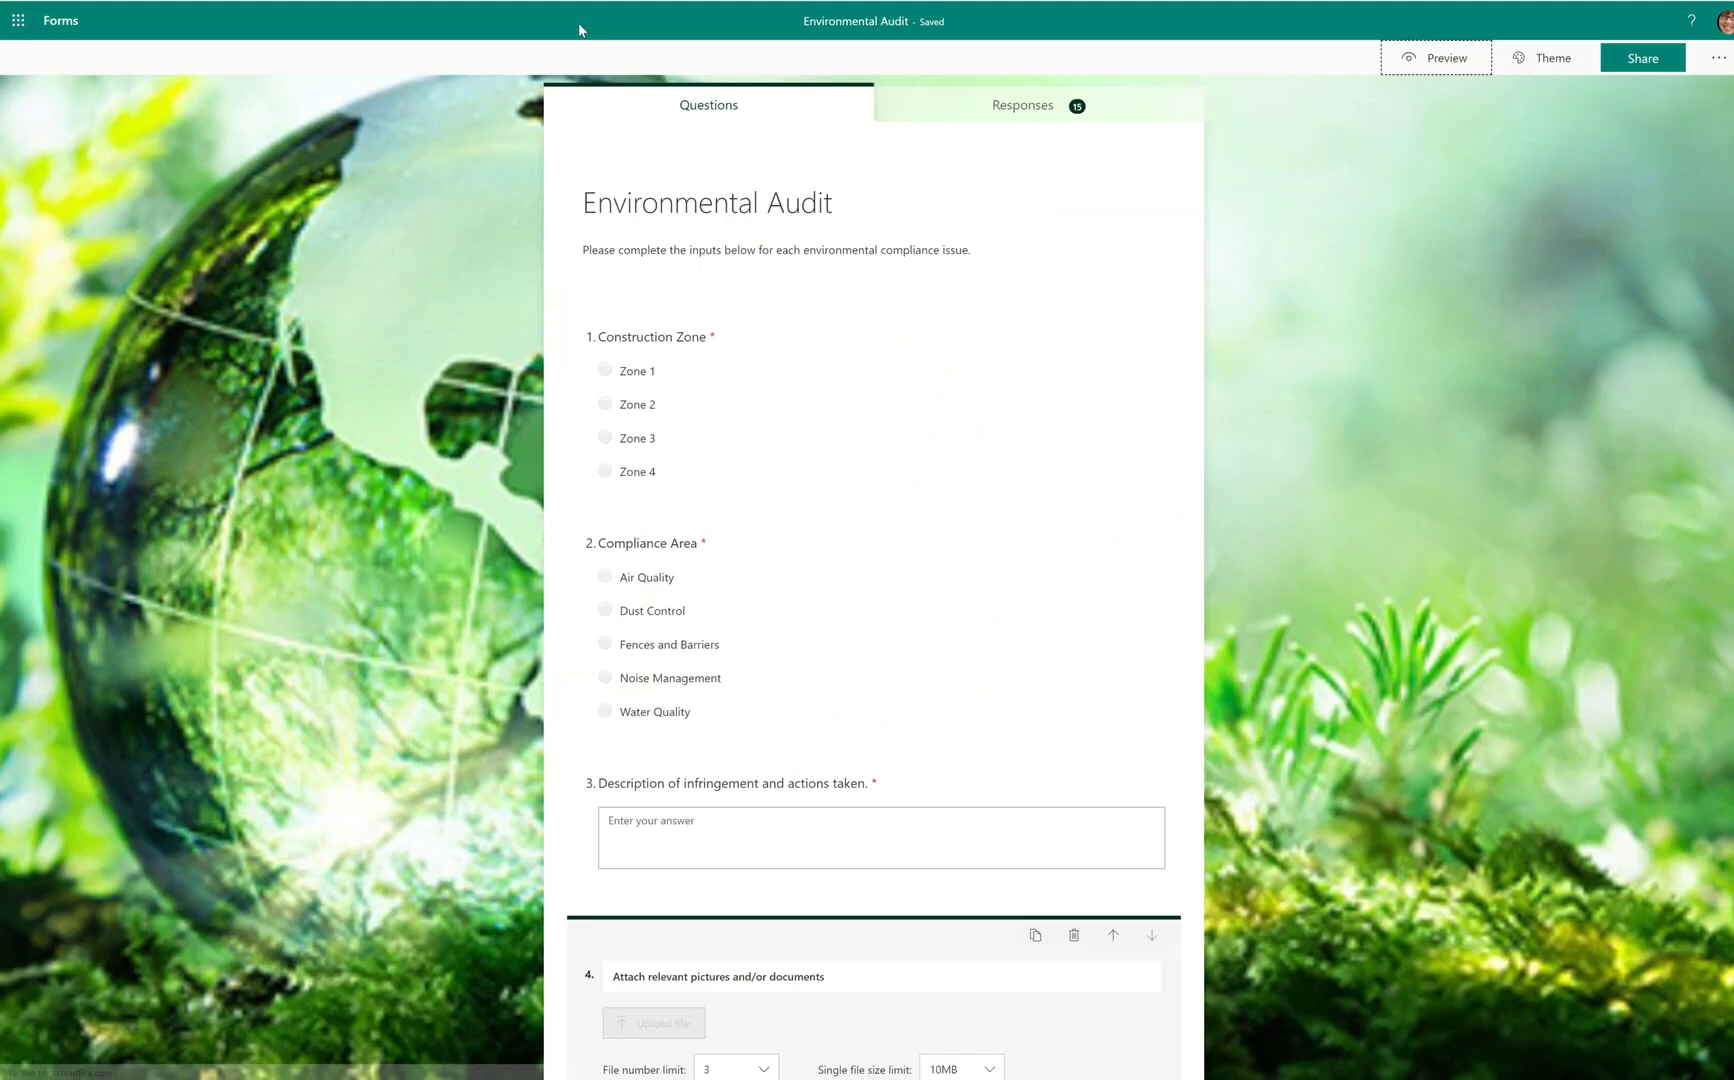 Forms
Environmental Audit - Saved
?
Preview
Theme
Share
Questions
Responses 15
Environmental Audit
Please complete the inputs below for each environmental compliance issue.
1. Construction Zone *
Zone 1
Zone 2
Zone 3
Zone 4
2. Compliance Area *
Air Quality
Dust Control
Fences and Barriers
Noise Management
Water Quality
3. Description of infringement and actions taken. *
Enter your answer
4. Attach relevant pictures and/or documents
Upload file
File number limit: 3 Single file size limit: 10MB